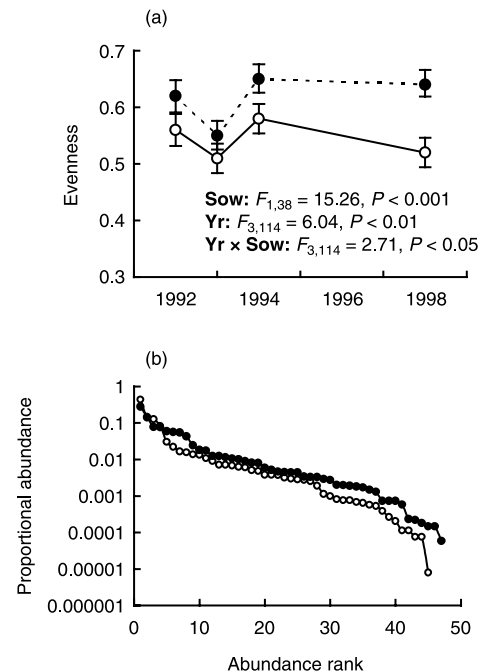 (a)
Evenness
0.7
0.6
0.5
0.4
0.3
Sow: F1,38 = 15.26, P < 0.001
Yr: F3,114 = 6.04, P < 0.01
Yr × Sow: F3,114 = 2.71, P < 0.05
1992 1994 1996 1998
(b)
Proportional abundance
1
0.1
0.01
0.001
0.0001
0.00001
0.000001
0 10 20 30 40 50
Abundance rank